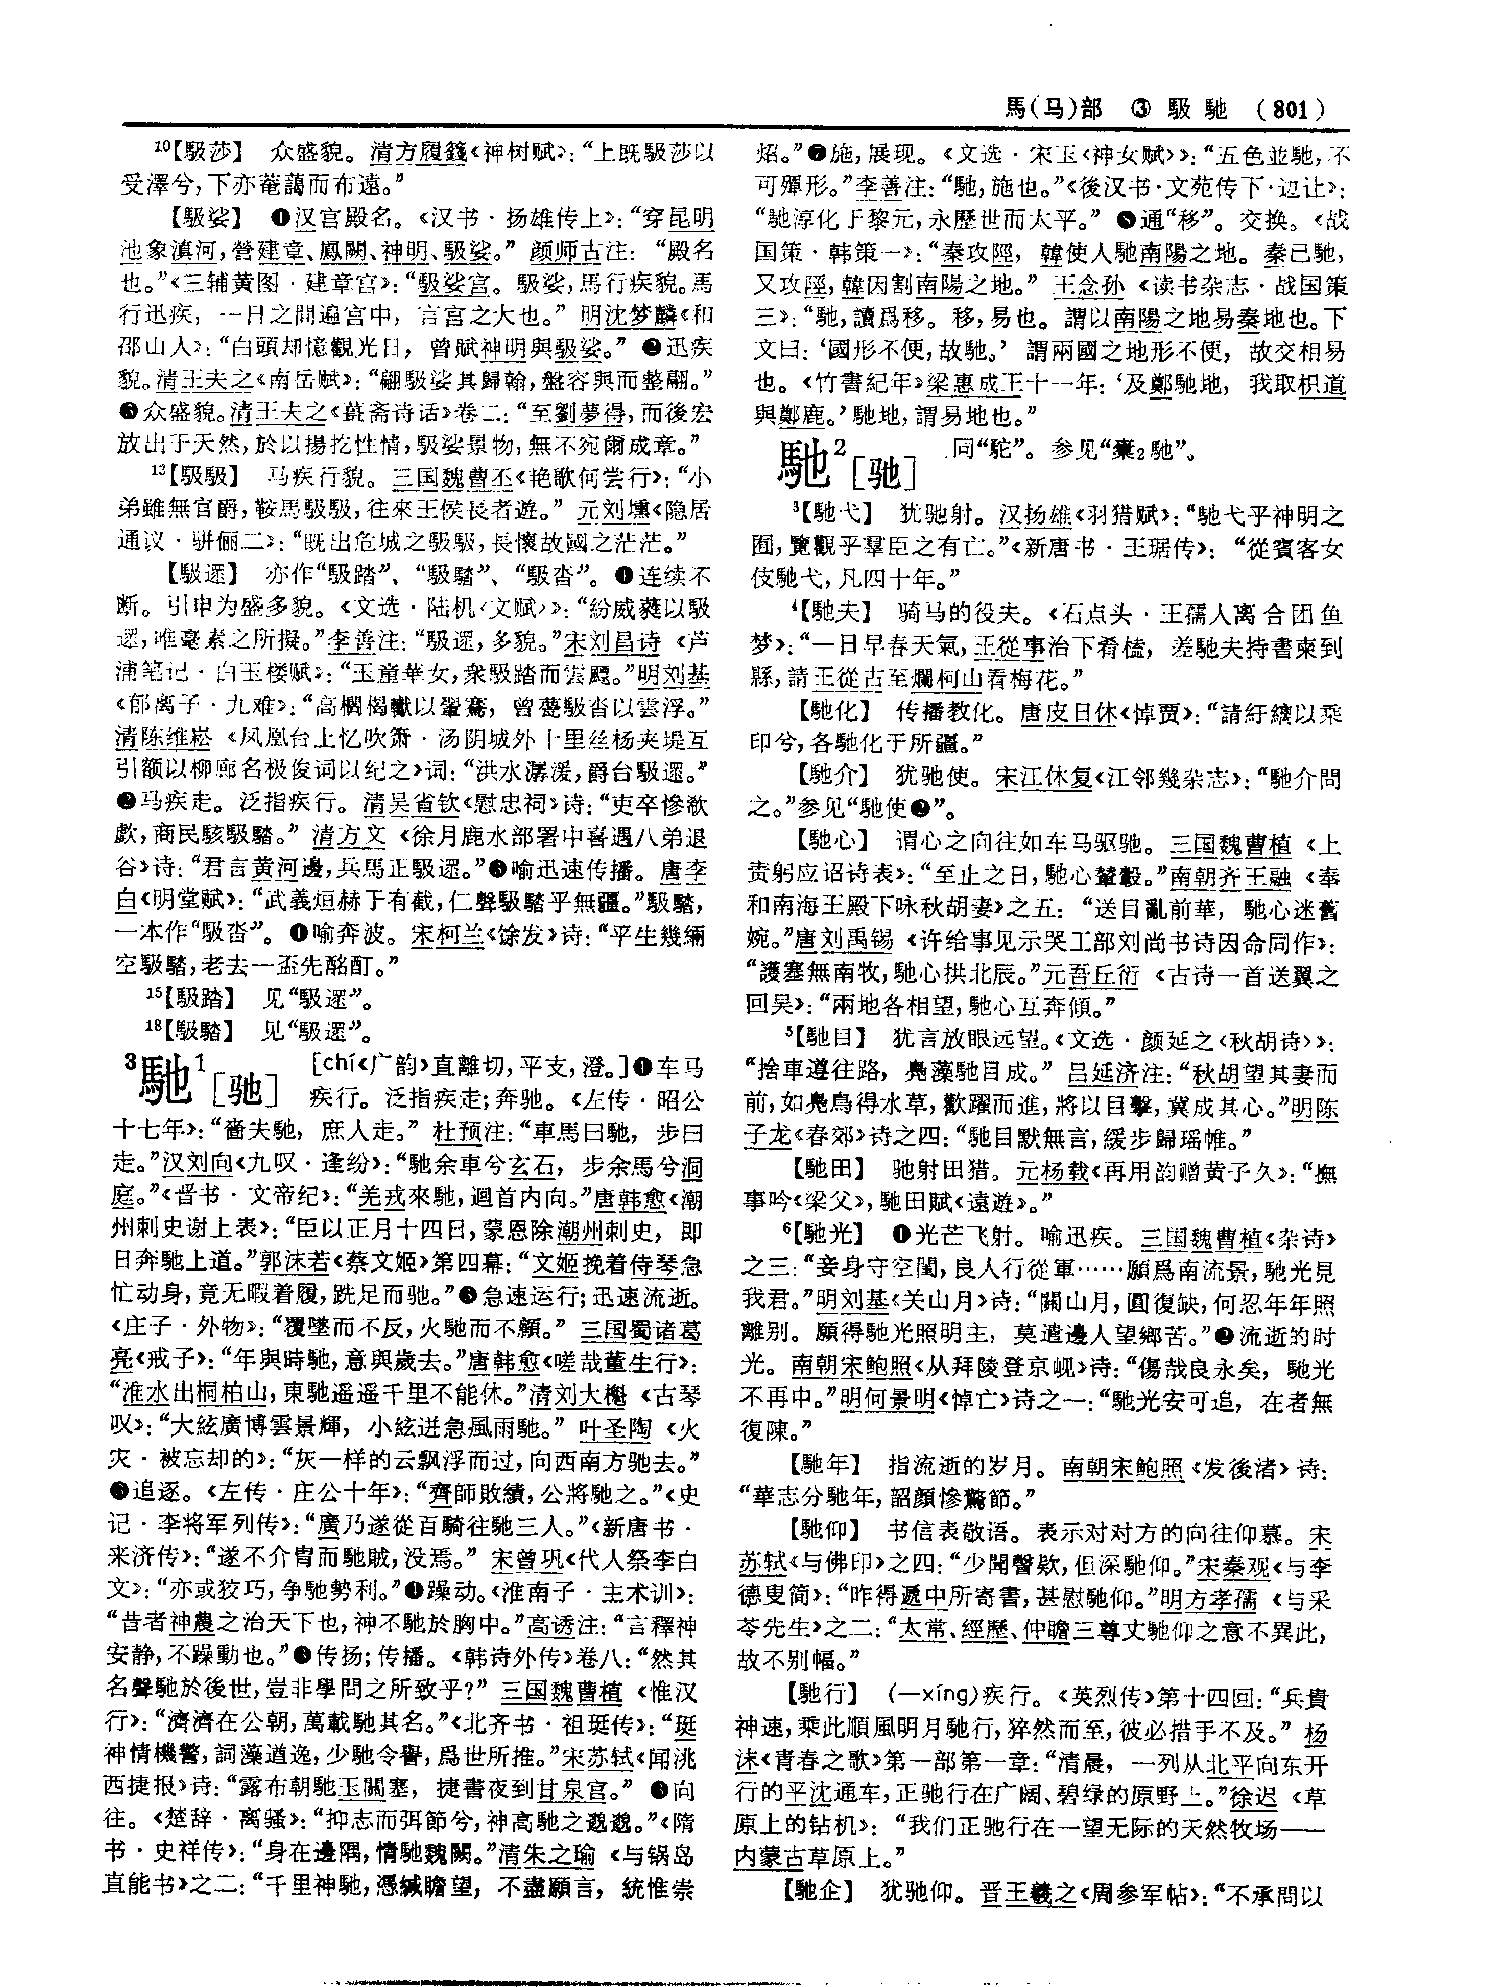 馬(马)部　③ 馺 馳　(801)
10【馺莎】　众盛貌。清方履籛《神树赋》：“上既馺莎以
受澤兮，下亦菴藹而布遠。”
【馺娑】　❶汉宫殿名。《汉书·扬雄传上》：“穿昆明
池象滇河，營建章、鳳闕、神明、馺娑。”颜师古注：“殿名
也。”《三辅黄图·建章宫》：“馺娑宫。馺娑，馬行疾貌。馬
行迅疾，一日之間遍宫中，言宫之大也。”明沈梦麟《和
邵山人》：“白頭却憶觀光日，曾賦神明與馺娑。”❷迅疾
貌。清王夫之《南岳赋》：“翩馺娑其歸翰，盤容與而整翮。”
❸众盛貌。清王夫之《薑斋诗话》卷二：“至劉夢得，而後宏
放出于天然，於以揚扢性情，馺娑景物，無不宛爾成章。”
13【馺馺】　马疾行貌。三国魏曹丕《艳歌何尝行》：“小
弟雖無官爵，鞍馬馺馺，往來王侯長者遊。”元刘壎《隐居
通议·骈俪二》：“既出危城之馺馺，長懷故國之茫茫。”
【馺遝】　亦作“馺踏”、“馺騞”、“馺沓”。❶连续不
断。引申为盛多貌。《文选·陆机〈文赋〉》：“紛威蕤以馺
遝，唯毫素之所擬。”李善注：“馺遝，多貌。”宋刘昌诗《芦
浦笔记·白玉楼赋》：“玉童華女，衆馺踏而雲飃。”明刘基
《郁离子·九难》：“高棩楬巘以翬騫，曾甍馺沓以雲浮。”
清陈维崧《凤凰台上忆吹箫·汤阴城外十里丝杨夹堤互
引额以柳廊名极俊词以纪之》词：“洪水潺湲，爵台馺遝。”
❷马疾走。泛指疾行。清吴省钦《慰忠祠》诗：“吏卒慘欷
歔，商民駭馺騞。”清方文《徐月鹿水部署中喜遇八弟退
谷》诗：“君言黄河邊，兵馬正馺遝。”❸喻迅速传播。唐李
白《明堂赋》：“武義烜赫于有截，仁聲馺騞乎無疆。”馺騞，
一本作“馺沓”。❹喻奔波。宋柯兰《馀发》诗：“平生幾緉
空馺騞，老去一盃先酩酊。”
15【馺踏】　见“馺遝”。
18【馺騞】　见“馺遝”。
3馳1［驰］　[chí《广韵》直離切，平支，澄。]❶车马
疾行。泛指疾走；奔驰。《左传·昭公
十七年》：“嗇夫馳，庶人走。”杜预注：“車馬曰馳，步曰
走。”汉刘向《九叹·逢纷》：“馳余車兮玄石，步余馬兮洞
庭。”《晋书·文帝纪》：“羌戎來馳，迴首内向。”唐韩愈《潮
州刺史谢上表》：“臣以正月十四日，蒙恩除潮州刺史，即
日奔馳上道。”郭沫若《蔡文姬》第四幕：“文姬挽着侍琴急
忙动身，竟无暇着履，跣足而驰。”❷急速运行；迅速流逝。
《庄子·外物》：“覆墜而不反，火馳而不顧。”三国蜀诸葛
亮《戒子》：“年與時馳，意與歲去。”唐韩愈《嗟哉董生行》：
“淮水出桐柏山，東馳遥遥千里不能休。”清刘大櫆《古琴
叹》：“大絃廣博雲景輝，小絃迸急風雨馳。”叶圣陶《火
灾·被忘却的》：“灰一样的云飘浮而过，向西南方驰去。”
❸追逐。《左传·庄公十年》：“齊師敗績，公將馳之。”《史
记·李将军列传》：“廣乃遂從百騎往馳三人。”《新唐书·
来济传》：“遂不介胄而馳賊，没焉。”宋曾巩《代人祭李白
文》：“亦或狡巧，争馳勢利。”❹躁动。《淮南子·主术训》：
“昔者神農之治天下也，神不馳於胸中。”高诱注：“言釋神
安静，不躁動也。”❺传扬；传播。《韩诗外传》卷八：“然其
名聲馳於後世，豈非學問之所致乎？”三国魏曹植《惟汉
行》：“濟濟在公朝，萬載馳其名。”《北齐书·祖珽传》：“珽
神情機警，詞藻遒逸，少馳令譽，爲世所推。”宋苏轼《闻洮
西捷报》诗：“露布朝馳玉關塞，捷書夜到甘泉宫。”❻向
往。《楚辞·离骚》：“抑志而弭節兮，神高馳之邈邈。”《隋
书·史祥传》：“身在邊隅，情馳魏闕。”清朱之瑜《与锅岛
直能书》之二：“千里神馳，憑緘瞻望，不盡願言，統惟崇
炤。”❼施，展现。《文选·宋玉〈神女赋〉》：“五色並馳，不
可殫形。”李善注：“馳，施也。”《後汉书·文苑传下·边让》：
“馳淳化于黎元，永歷世而太平。”❽通“移”。交换。《战
国策·韩策一》：“秦攻陘，韓使人馳南陽之地。秦已馳，
又攻陘，韓因割南陽之地。”王念孙《读书杂志·战国策
三》：“馳，讀爲移。移，易也。謂以南陽之地易秦地也。下
文曰：‘國形不便，故馳。’謂兩國之地形不便，故交相易
也。《竹書紀年》梁惠成王十一年：‘及鄭馳地，我取枳道
與鄭鹿。’馳地，謂易地也。”
馳2［驰］　同“駝”。参见“橐2馳”。
3【馳弋】　犹驰射。汉扬雄《羽猎赋》：“馳弋乎神明之
囿，覽觀乎羣臣之有亡。”《新唐书·王琚传》：“從賓客女
伎馳弋，凡四十年。”
4【馳夫】　骑马的役夫。《石点头·王孺人离合团鱼
梦》：“一日早春天氣，王從事治下肴榼，差馳夫持書柬到
縣，請王從古至爛柯山看梅花。”
【馳化】　传播教化。唐皮日休《悼贾》：“請紆繽以乘
印兮，各馳化于所疆。”
【馳介】　犹驰使。宋江休复《江邻幾杂志》：“馳介問
之。”参见“馳使❷”。
【馳心】　谓心之向往如车马驱驰。三国魏曹植《上
责躬应诏诗表》：“至止之日，馳心輦轂。”南朝齐王融《奉
和南海王殿下咏秋胡妻》之五：“送目亂前華，馳心迷舊
婉。”唐刘禹锡《许给事见示哭工部刘尚书诗因命同作》：
“護塞無南牧，馳心拱北辰。”元吾丘衍《古诗一首送翼之
回吴》：“兩地各相望，馳心互奔傾。”
5【馳目】　犹言放眼远望。《文选·颜延之〈秋胡诗〉》：
“捨車遵往路，鳧藻馳目成。”吕延济注：“秋胡望其妻而
前，如鳧鳥得水草，歡躍而進，將以目擊，冀成其心。”明陈
子龙《春郊》诗之四：“馳目默無言，缓步歸瑶帷。”
【馳田】　驰射田猎。元杨载《再用韵赠黄子久》：“撫
事吟《梁父》，馳田賦《遠遊》。”
6【馳光】　❶光芒飞射。喻迅疾。三国魏曹植《杂诗》
之三：“妾身守空閨，良人行從軍……願爲南流景，馳光見
我君。”明刘基《关山月》诗：“關山月，圓復缺，何忍年年照
離别。願得馳光照明主，莫遣邊人望鄉苦。”❷流逝的时
光。南朝宋鲍照《从拜陵登京岘》诗：“傷哉良永矣，馳光
不再中。”明何景明《悼亡》诗之一：“馳光安可追，在者無
復陳。”
【馳年】　指流逝的岁月。南朝宋鲍照《发後渚》诗：
“華志分馳年，韶顔慘驚節。”
【馳仰】　书信表敬语。表示对对方的向往仰慕。宋
苏轼《与佛印》之四：“少聞聲欬，但深馳仰。”宋秦观《与李
德叟简》：“昨得遞中所寄書，甚慰馳仰。”明方孝孺《与采
苓先生》之二：“太常、經歷、仲瞻三尊丈馳仰之意不異此，
故不别幅。”
【馳行】　（—xíng）疾行。《英烈传》第十四回：“兵貴
神速，乘此順風明月馳行，猝然而至，彼必措手不及。”杨
沫《青春之歌》第一部第一章：“清晨，一列从北平向东开
行的平沈通车，正驰行在广阔、碧绿的原野上。”徐迟《草
原上的钻机》：“我们正驰行在一望无际的天然牧场——
内蒙古草原上。”
【馳企】　犹驰仰。晋王羲之《周参军帖》：“不承問以